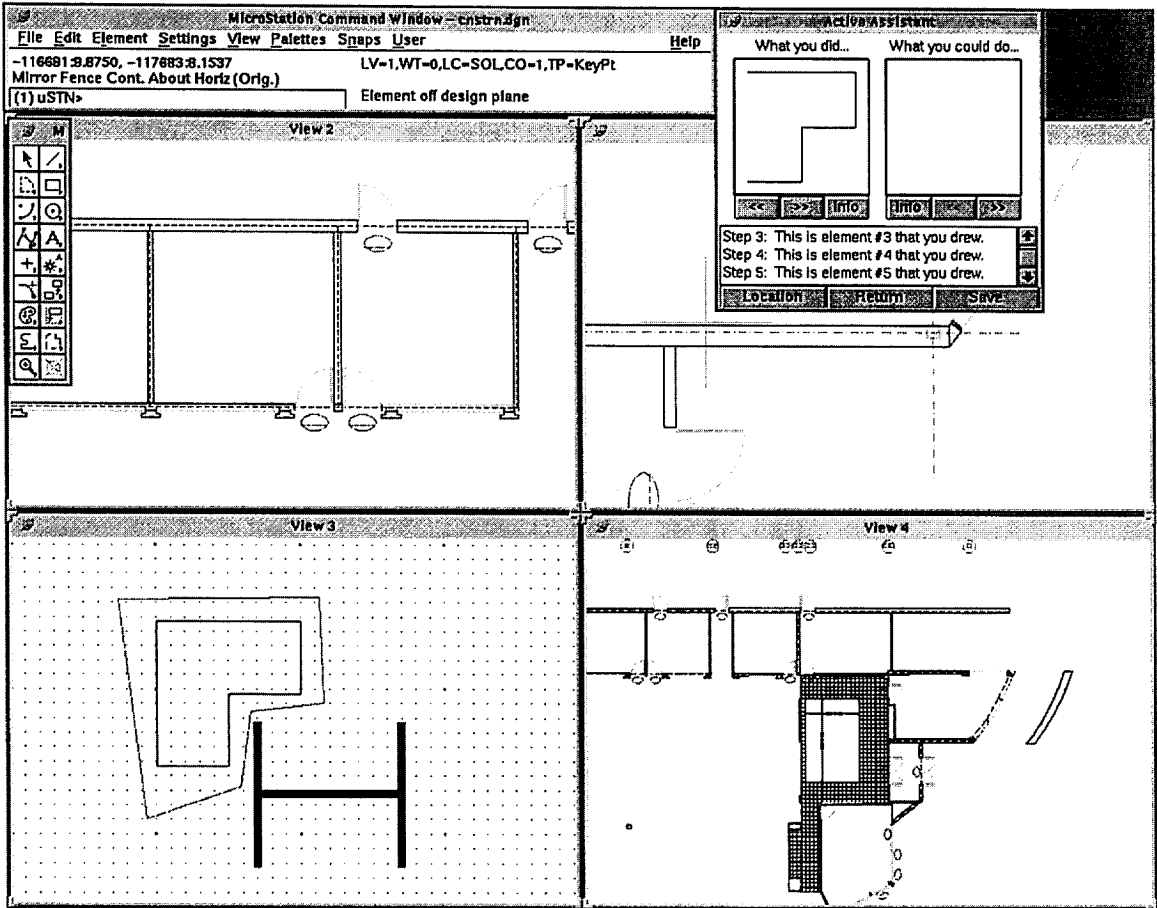 MicroStation Command Window - cnstrn.dgn
File Edit Element Settings View Palettes Snaps User Help
-116681:9.8750, -117683:8.1537
LV=1,WT=0,LC=SOL,CO=1,TP=KeyPt
Mirror Fence Cont. About Horiz (Orig.)
(1) uSTN>
Element off design plane
Active Assistant
What you did...
What you could do...
<< >> Info
Info << >>
Step 3: This is element #3 that you drew.
Step 4: This is element #4 that you drew.
Step 5: This is element #5 that you drew.
Location Return Save
M
View 2
View 3
View 4